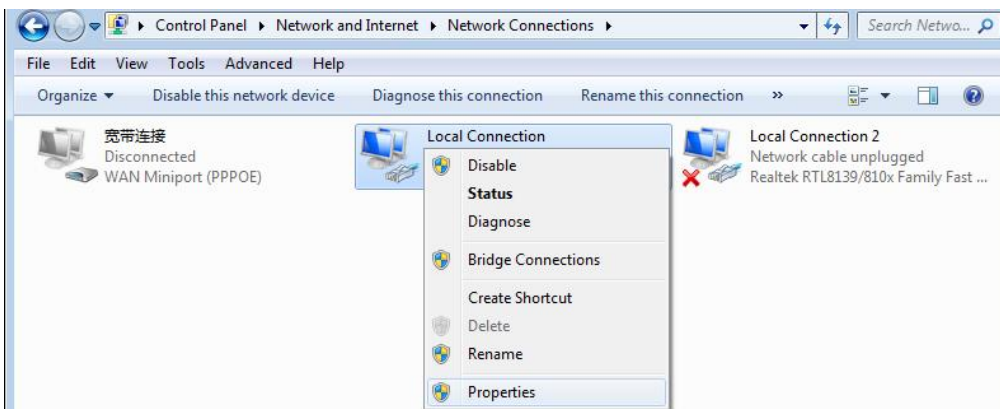 Control Panel ▸ Network and Internet ▸ Network Connections ▸
Search Netwo...
File Edit View Tools Advanced Help
Organize Disable this network device Diagnose this connection Rename this connection »
宽带连接
Disconnected
WAN Miniport (PPPOE)
Local Connection
Local Connection 2
Network cable unplugged
Realtek RTL8139/810x Family Fast ...
Disable
Status
Diagnose
Bridge Connections
Create Shortcut
Delete
Rename
Properties